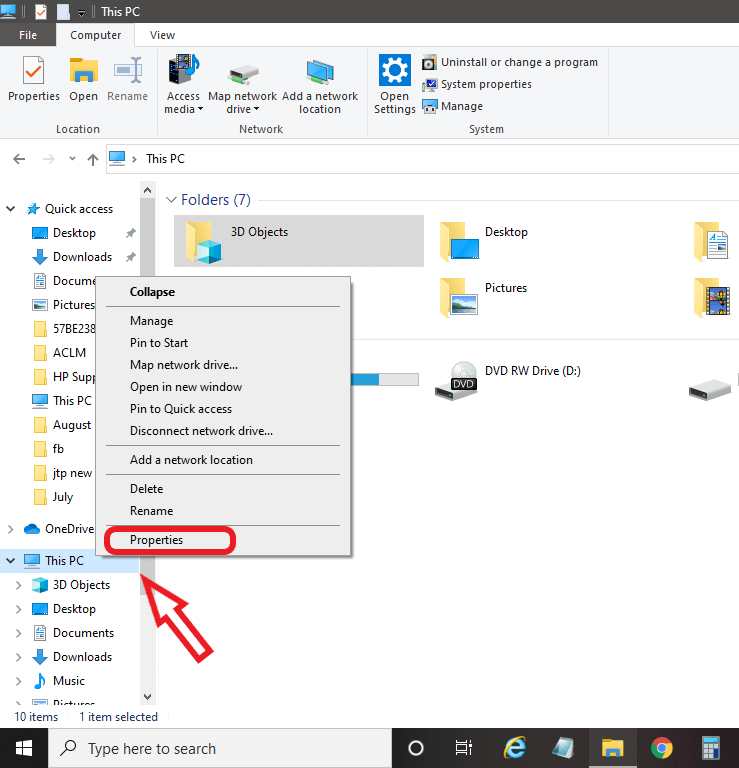 This PC
File
Computer
View
Properties
Open
Rename
Access media
Map network drive
Add a network location
Open Settings
Uninstall or change a program
System properties
Manage
Location
Network
System
This PC
Quick access
Desktop
Downloads
Docume
Pictures
57BE238
ACLM
HP Supp
This PC
August
fb
jtp new
July
OneDrive
This PC
3D Objects
Desktop
Documents
Downloads
Music
Pictures
Folders (7)
3D Objects
Desktop
Pictures
DVD
DVD RW Drive (D:)
Collapse
Manage
Pin to Start
Map network drive...
Open in new window
Pin to Quick access
Disconnect network drive...
Add a network location
Delete
Rename
Properties
10 items
1 item selected
Type here to search